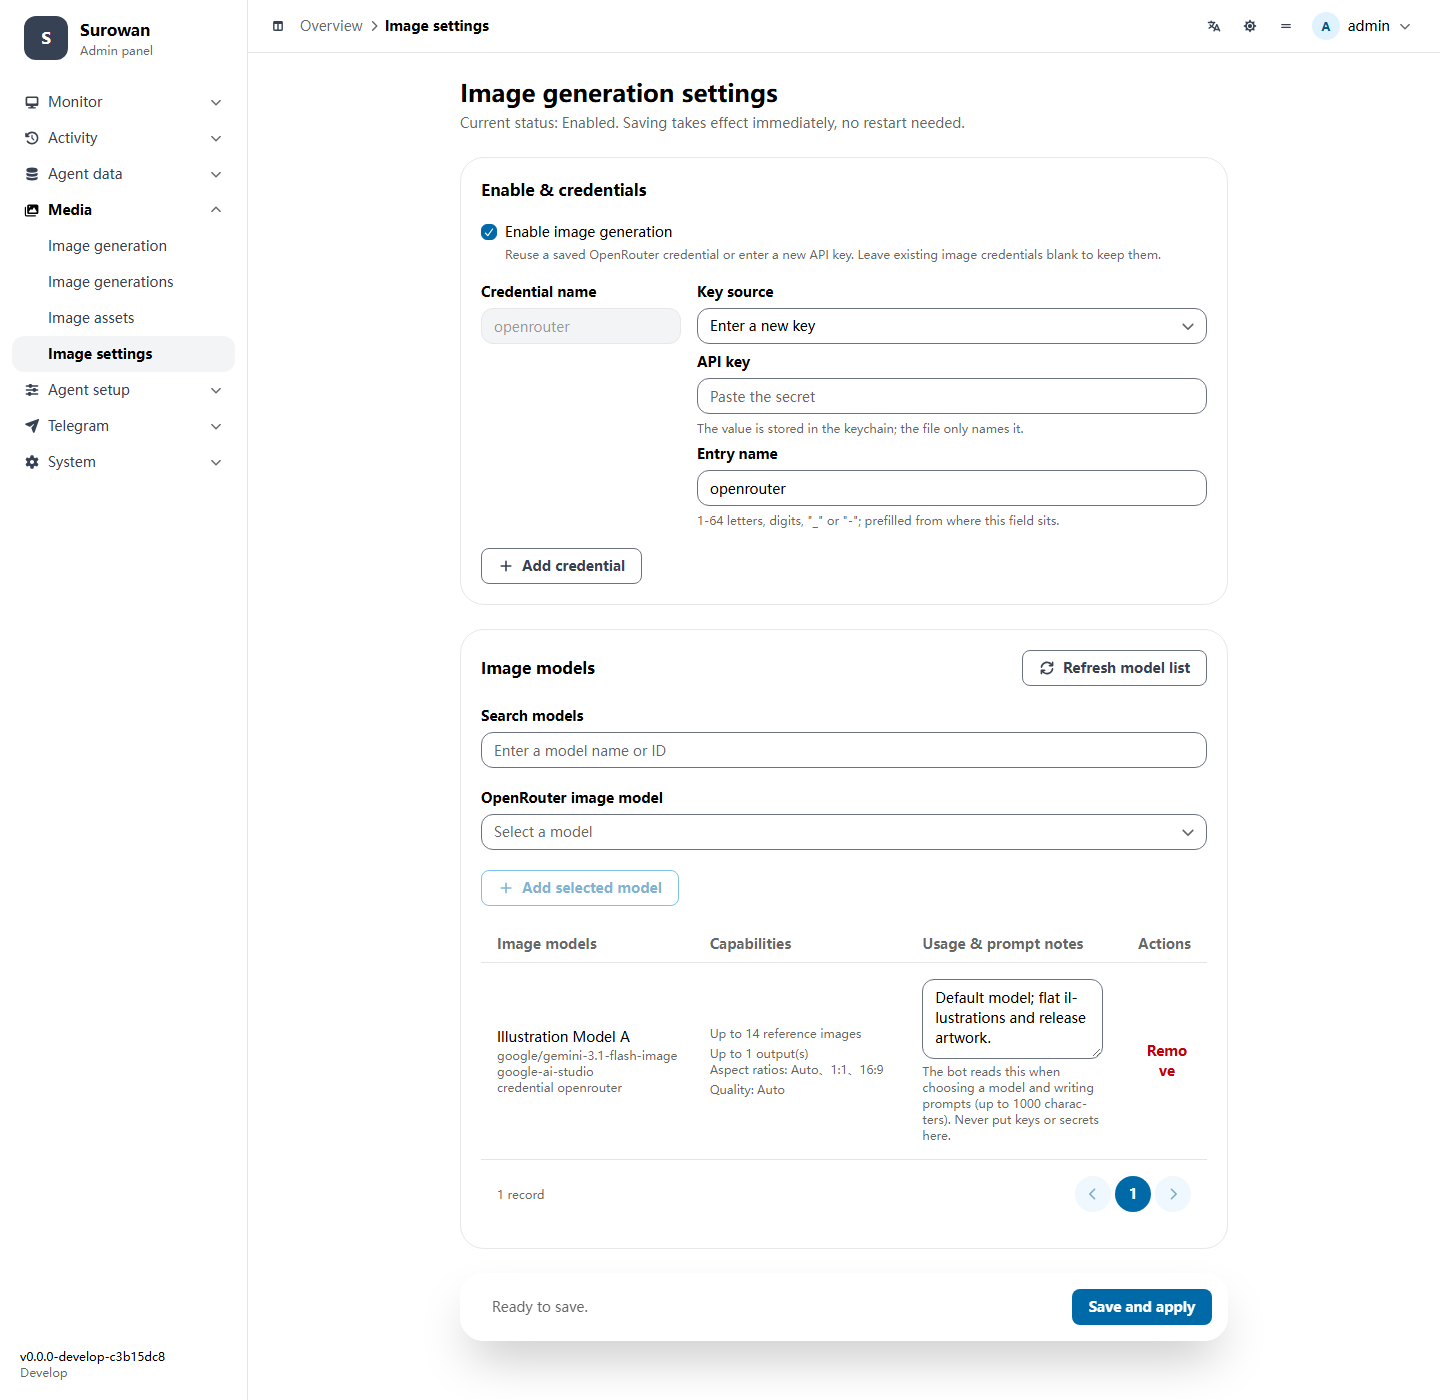 S
Surowan
Admin panel
Monitor
Activity
Agent data
Media
Image generation
Image generations
Image assets
Image settings
Agent setup
Telegram
System
v0.0.0-develop-c3b15dc8
Develop
Overview
Image settings
A
admin
Image generation settings
Current status: Enabled. Saving takes effect immediately, no restart needed.
Enable & credentials
Enable image generation
Reuse a saved OpenRouter credential or enter a new API key. Leave existing image credentials blank to keep them.
Credential name
openrouter
Key source
Enter a new key
API key
Paste the secret
The value is stored in the keychain; the file only names it.
Entry name
openrouter
1-64 letters, digits, "_" or "-"; prefilled from where this field sits.
Add credential
Image models
Refresh model list
Search models
Enter a model name or ID
OpenRouter image model
Select a model
Add selected model
Image models
Capabilities
Usage & prompt notes
Actions
Illustration Model A
google/gemini-3.1-flash-image
google-ai-studio
credential openrouter
Up to 14 reference images
Up to 1 output(s)
Aspect ratios: Auto、1:1、16:9
Quality: Auto
Default model; flat il-
lustrations and release
artwork.
The bot reads this when
choosing a model and writing
prompts (up to 1000 charac-
ters). Never put keys or secrets
here.
Remo
ve
1 record
1
Ready to save.
Save and apply